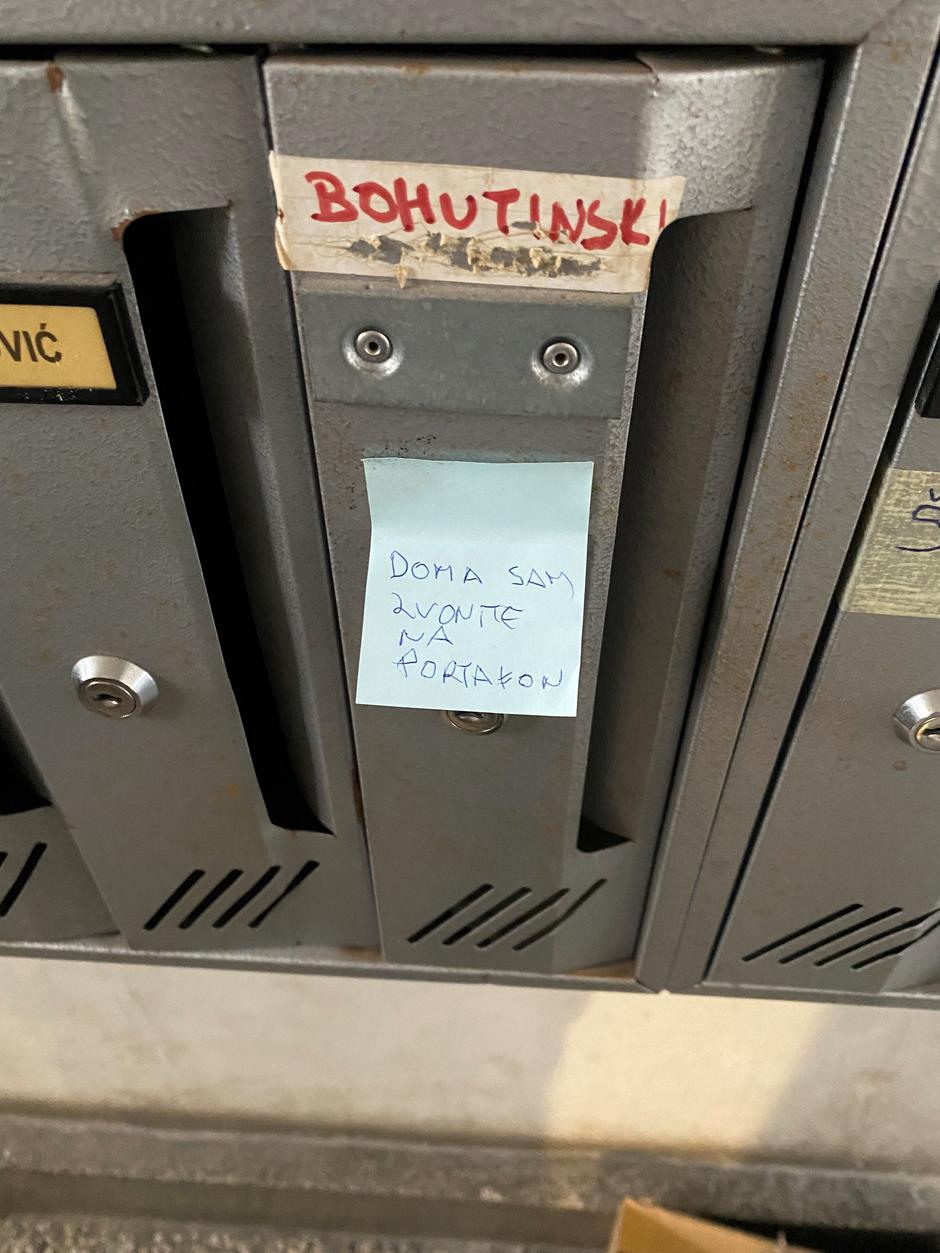 BOHUTINSKI
VIĆ
DOMA SAM
ZVONITE
NA
PORTAFON